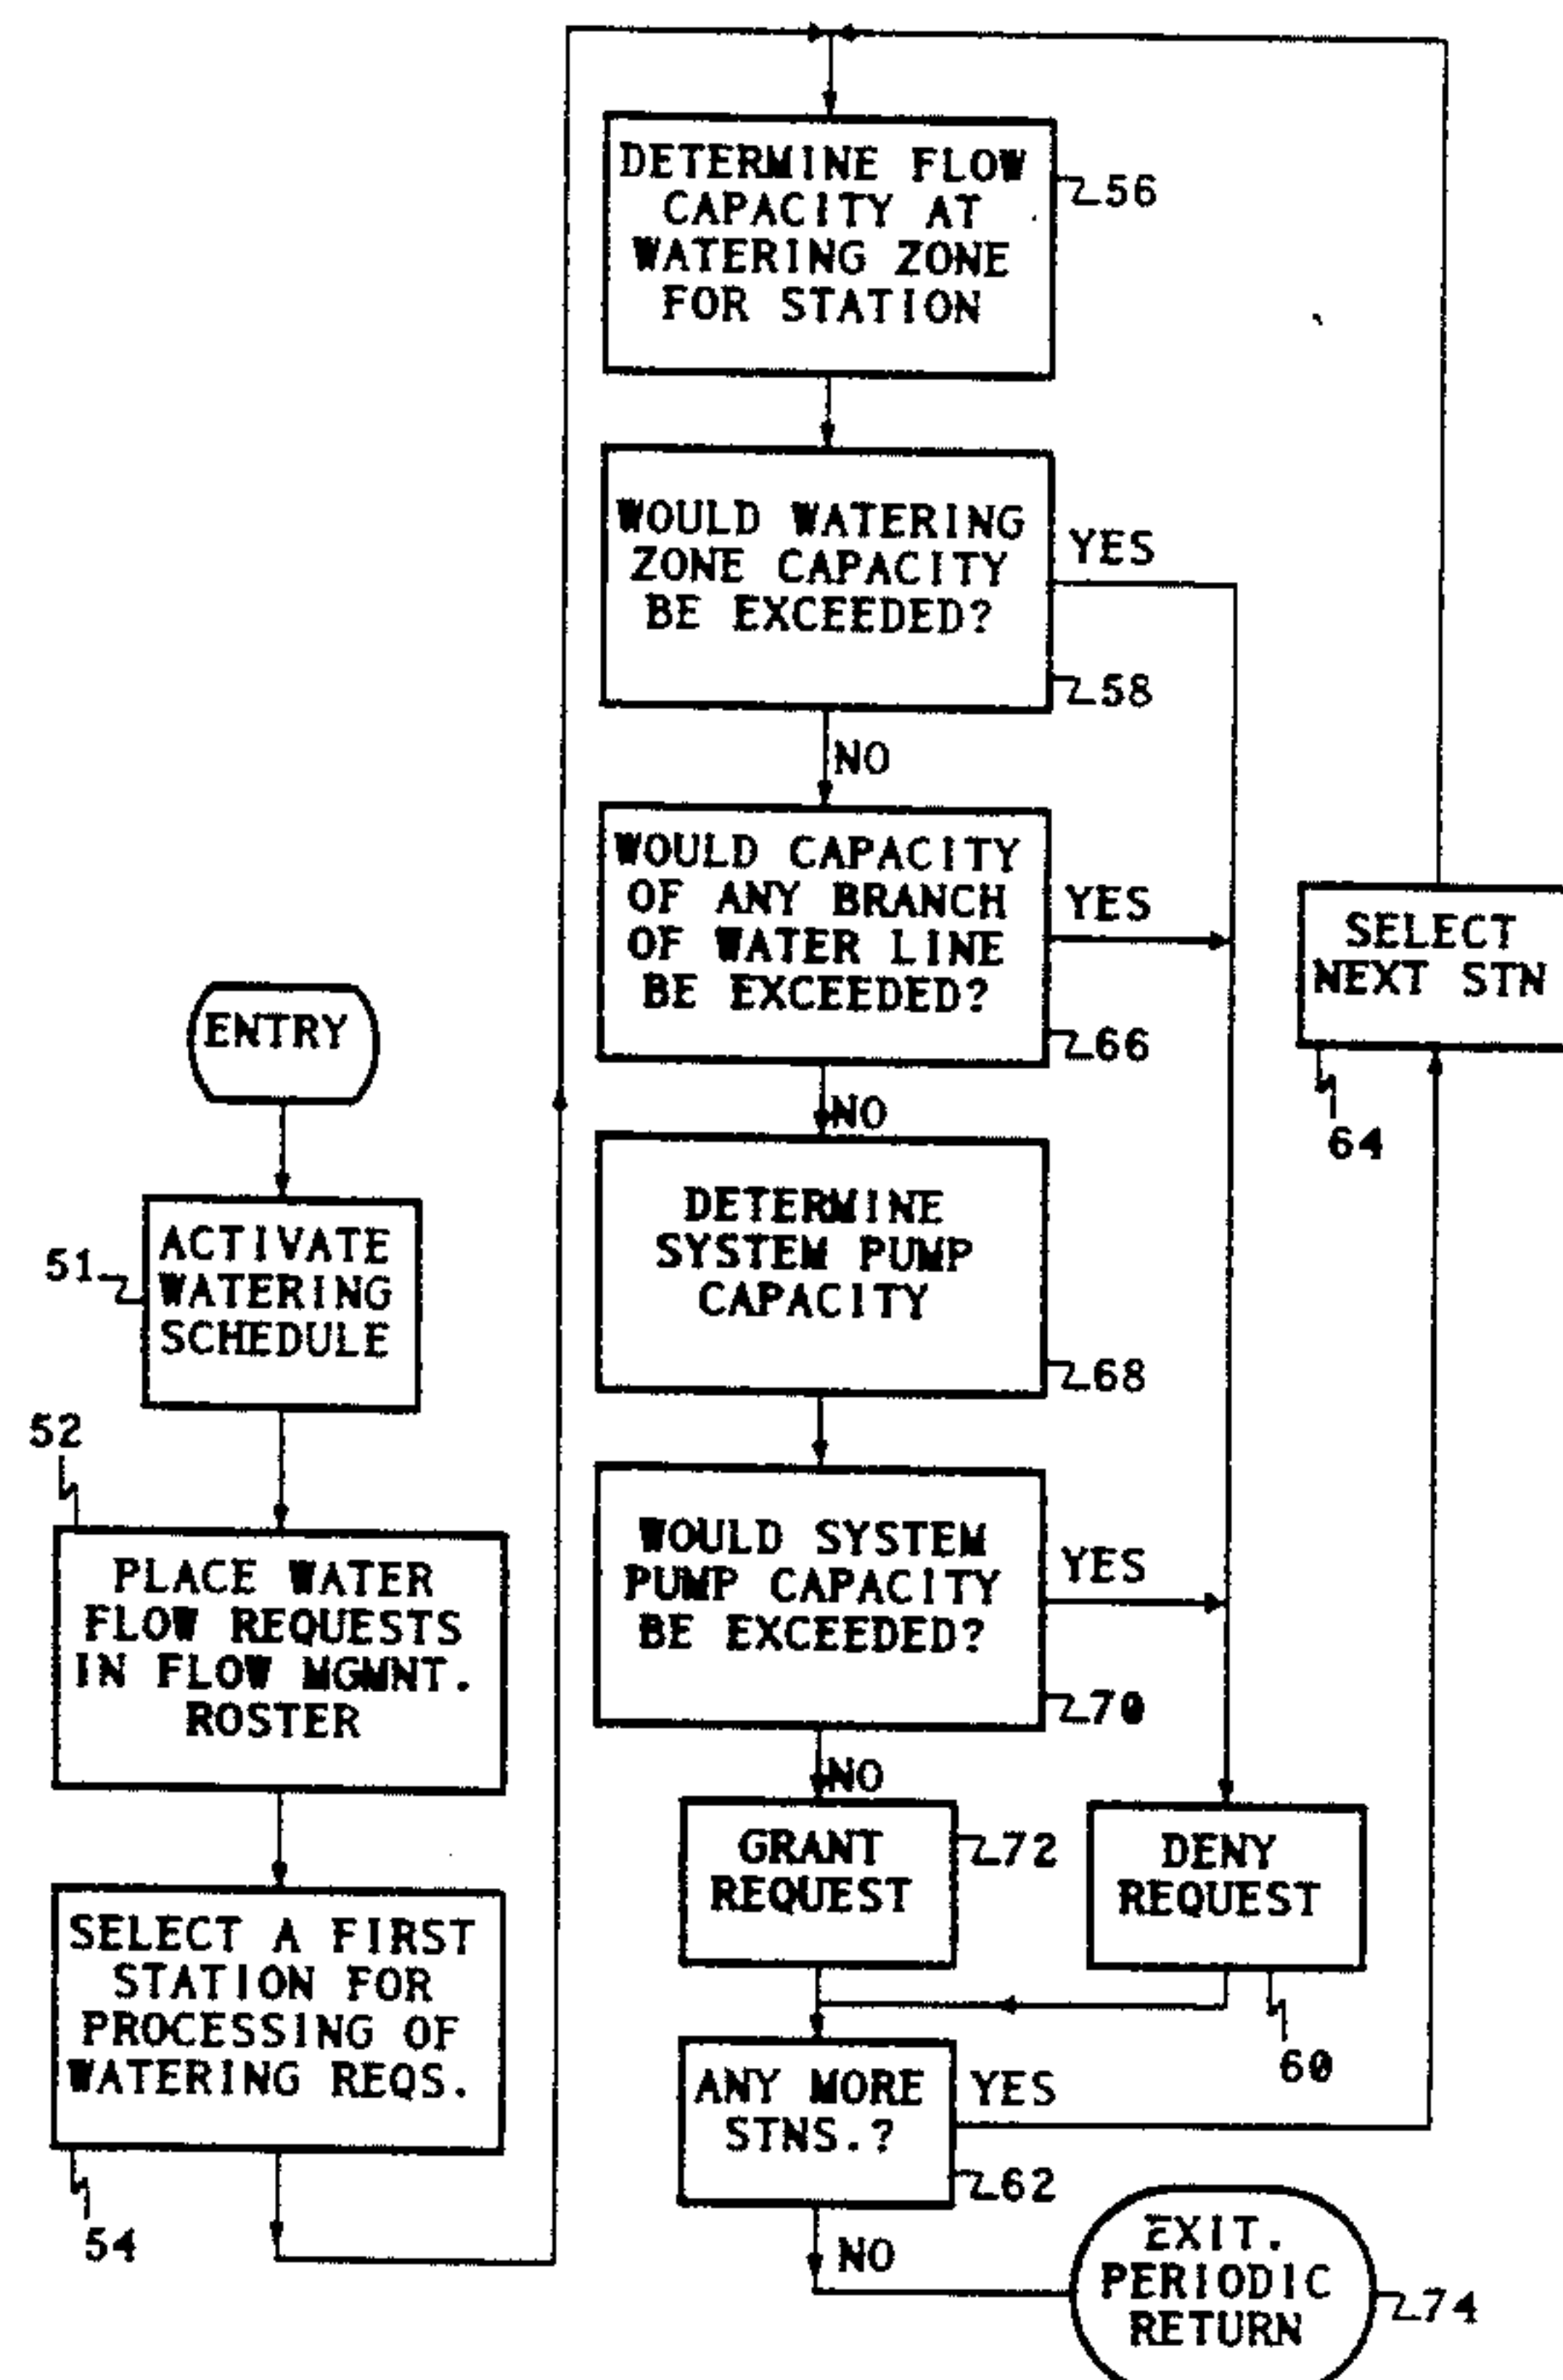 ENTRY
51
ACTIVATE
WATERING
SCHEDULE
52
PLACE WATER
FLOW REQUESTS
IN FLOW MGMNT.
ROSTER
SELECT A FIRST
STATION FOR
PROCESSING OF
WATERING REQS.
54
DETERMINE FLOW
CAPACITY AT
WATERING ZONE
FOR STATION
56
WOULD WATERING
ZONE CAPACITY
BE EXCEEDED?
YES
58
NO
WOULD CAPACITY
OF ANY BRANCH
OF WATER LINE
BE EXCEEDED?
YES
66
NO
DETERMINE
SYSTEM PUMP
CAPACITY
68
WOULD SYSTEM
PUMP CAPACITY
BE EXCEEDED?
YES
70
NO
GRANT
REQUEST
72
DENY
REQUEST
60
ANY MORE
STNS.?
YES
62
NO
SELECT
NEXT STN
64
EXIT.
PERIODIC
RETURN
74